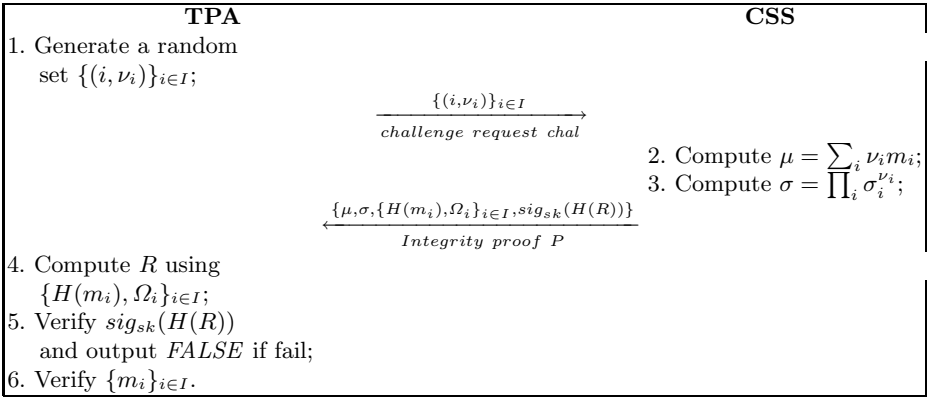 TPA CSS
1. Generate a random
set {(i, ν_i)}_{i∈I};
{(i,ν_i)}_{i∈I}
challenge request chal
2. Compute μ = ∑_i ν_i m_i;
3. Compute σ = ∏_i σ_i^{ν_i};
{μ,σ,{H(m_i),Ω_i}_{i∈I},sig_{sk}(H(R))}
Integrity proof P
4. Compute R using
{H(m_i), Ω_i}_{i∈I};
5. Verify sig_{sk}(H(R))
and output FALSE if fail;
6. Verify {m_i}_{i∈I}.